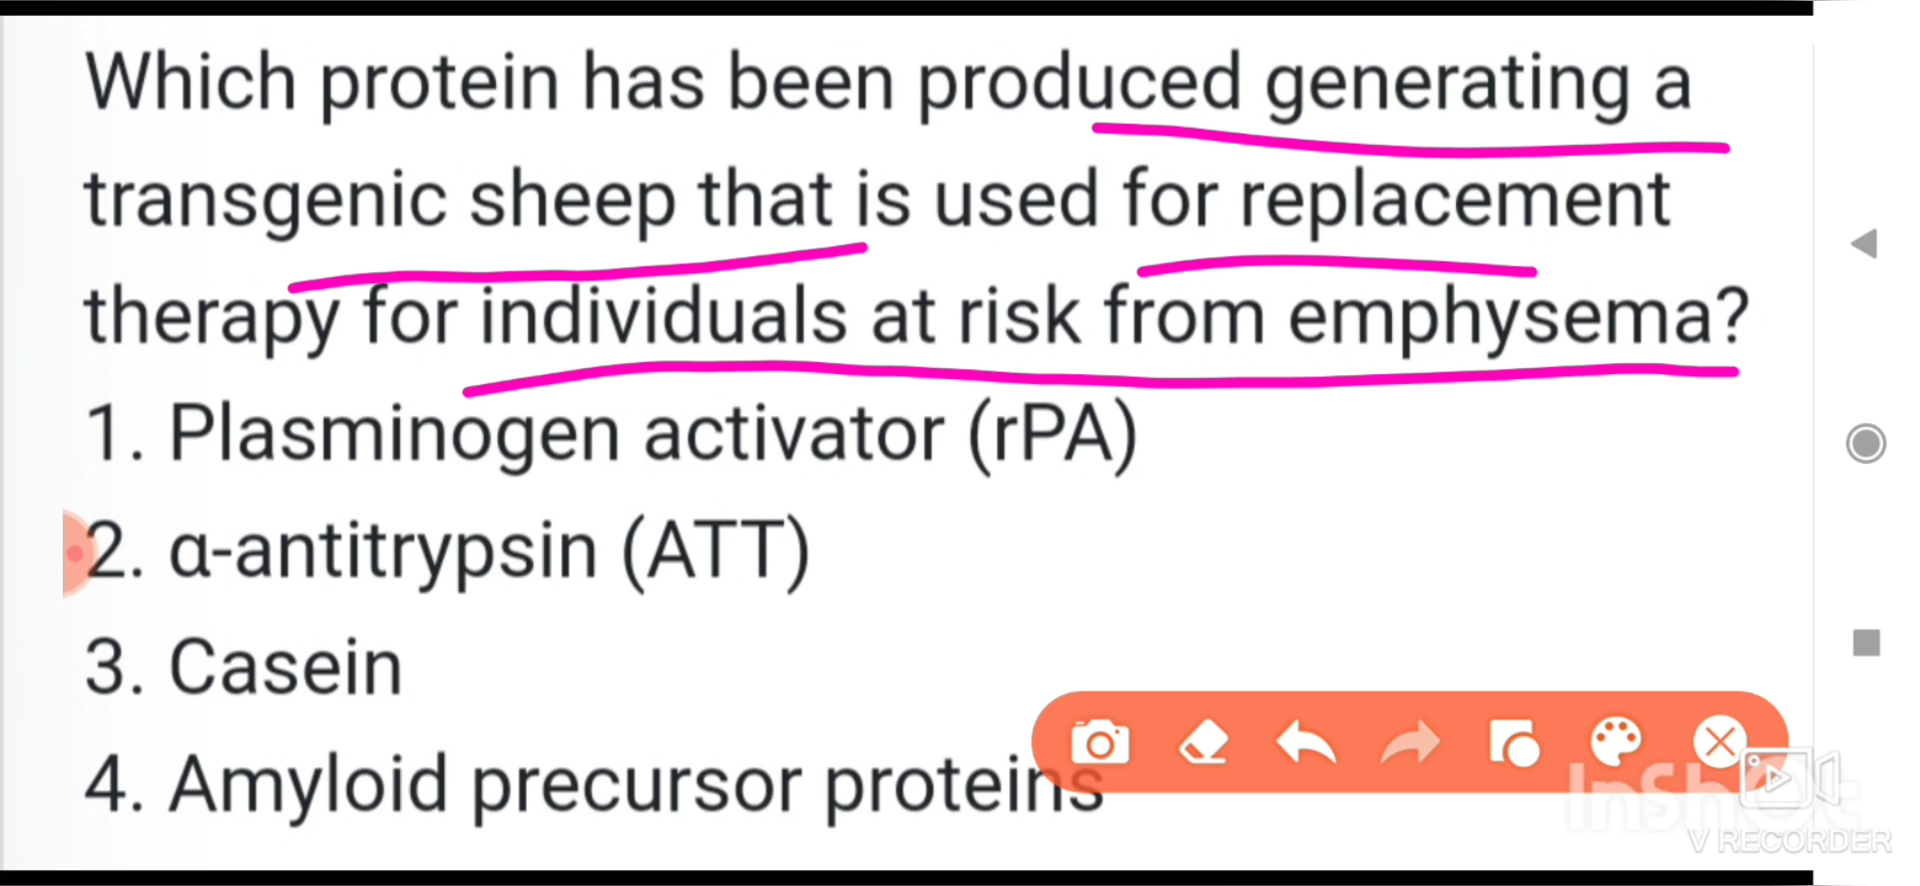 Which protein has been produced generating a
transgenic sheep that is used for replacement
therapy for individuals at risk from emphysema?
1. Plasminogen activator (rPA)
2. α-antitrypsin (ATT)
3. Casein
4. Amyloid precursor proteins
InShot
V RECORDER